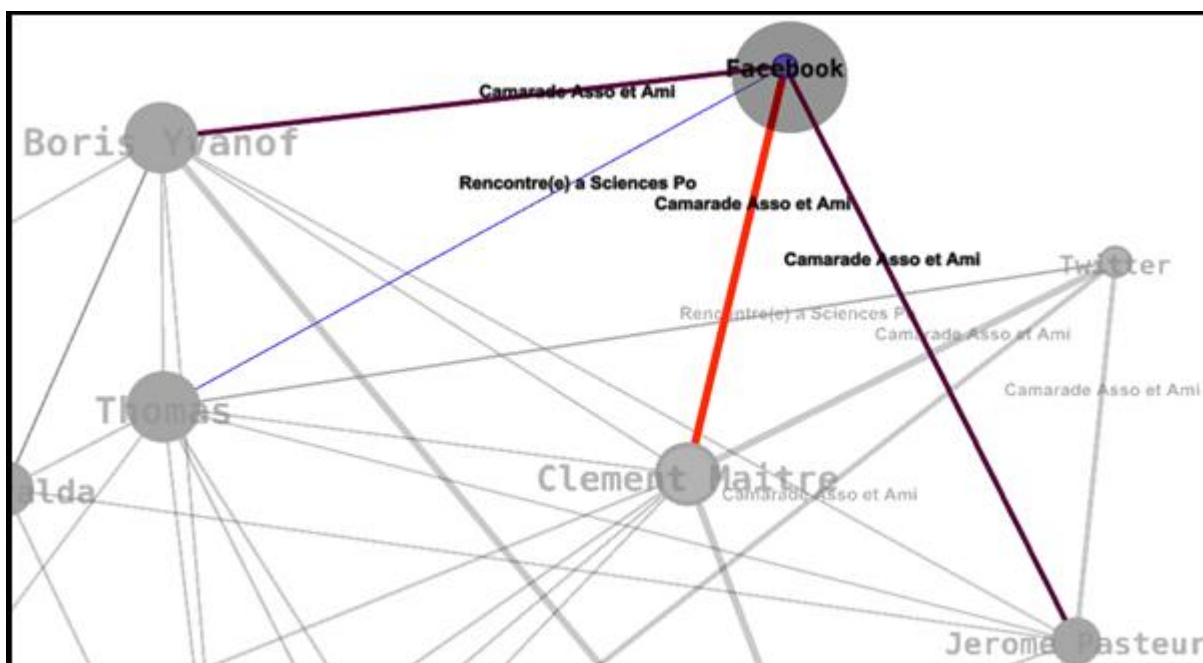 Facebook
Camarade Asso et Ami
Boris Yvanof
Rencontre(e) a Sciences Po
Camarade Asso et Ami
Camarade Asso et Ami
Twitter
Rencontre(e) a Sciences Po
Camarade Asso et Ami
Camarade Asso et Ami
Thomas
Clement Maitre
alda
Camarade Asso et Ami
Jerome Pasteur